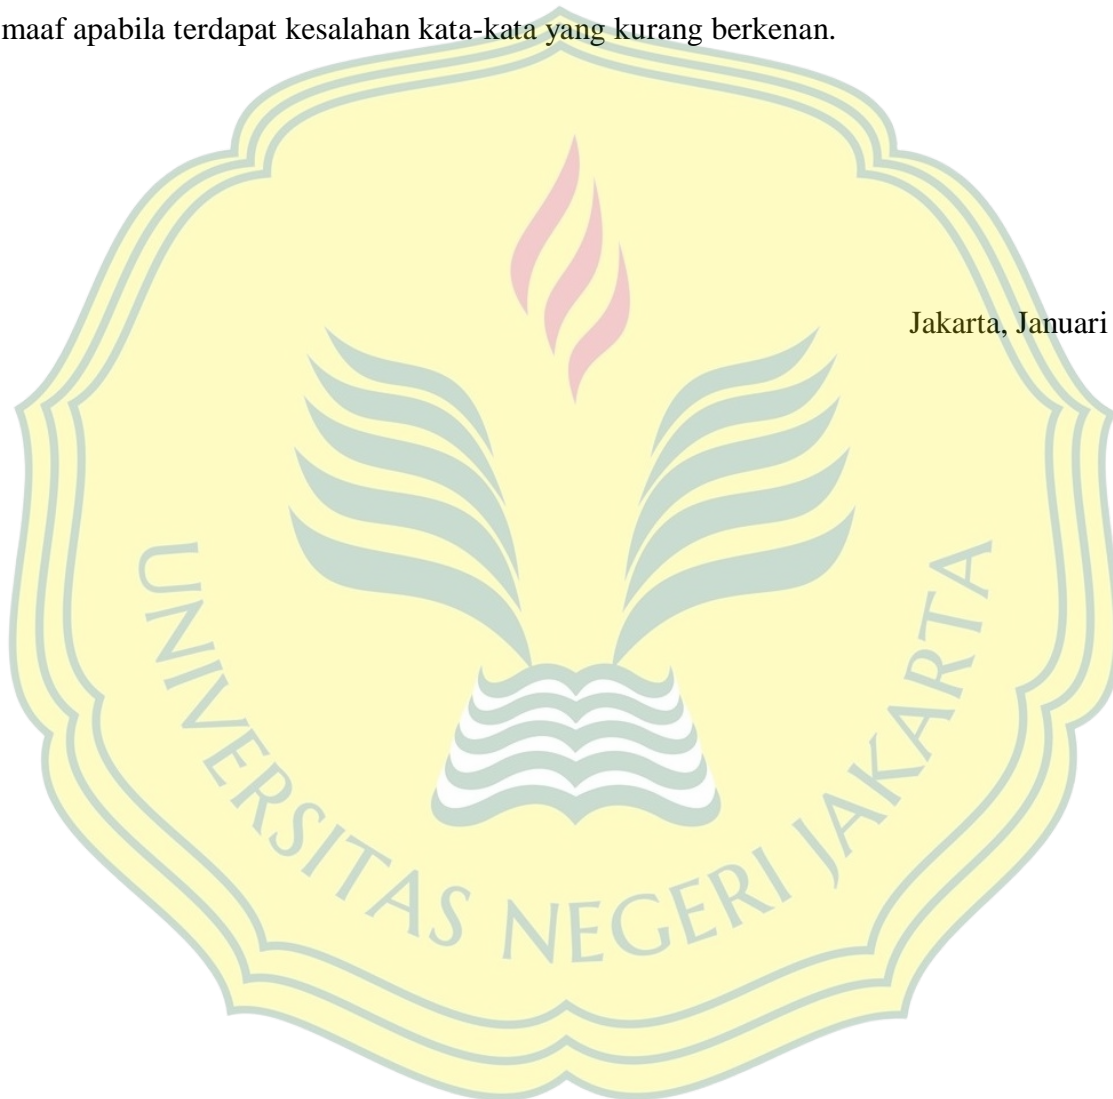 maaf apabila terdapat kesalahan kata-kata yang kurang berkenan.
Jakarta, Januari
UNIVERSITAS NEGERI JAKARTA